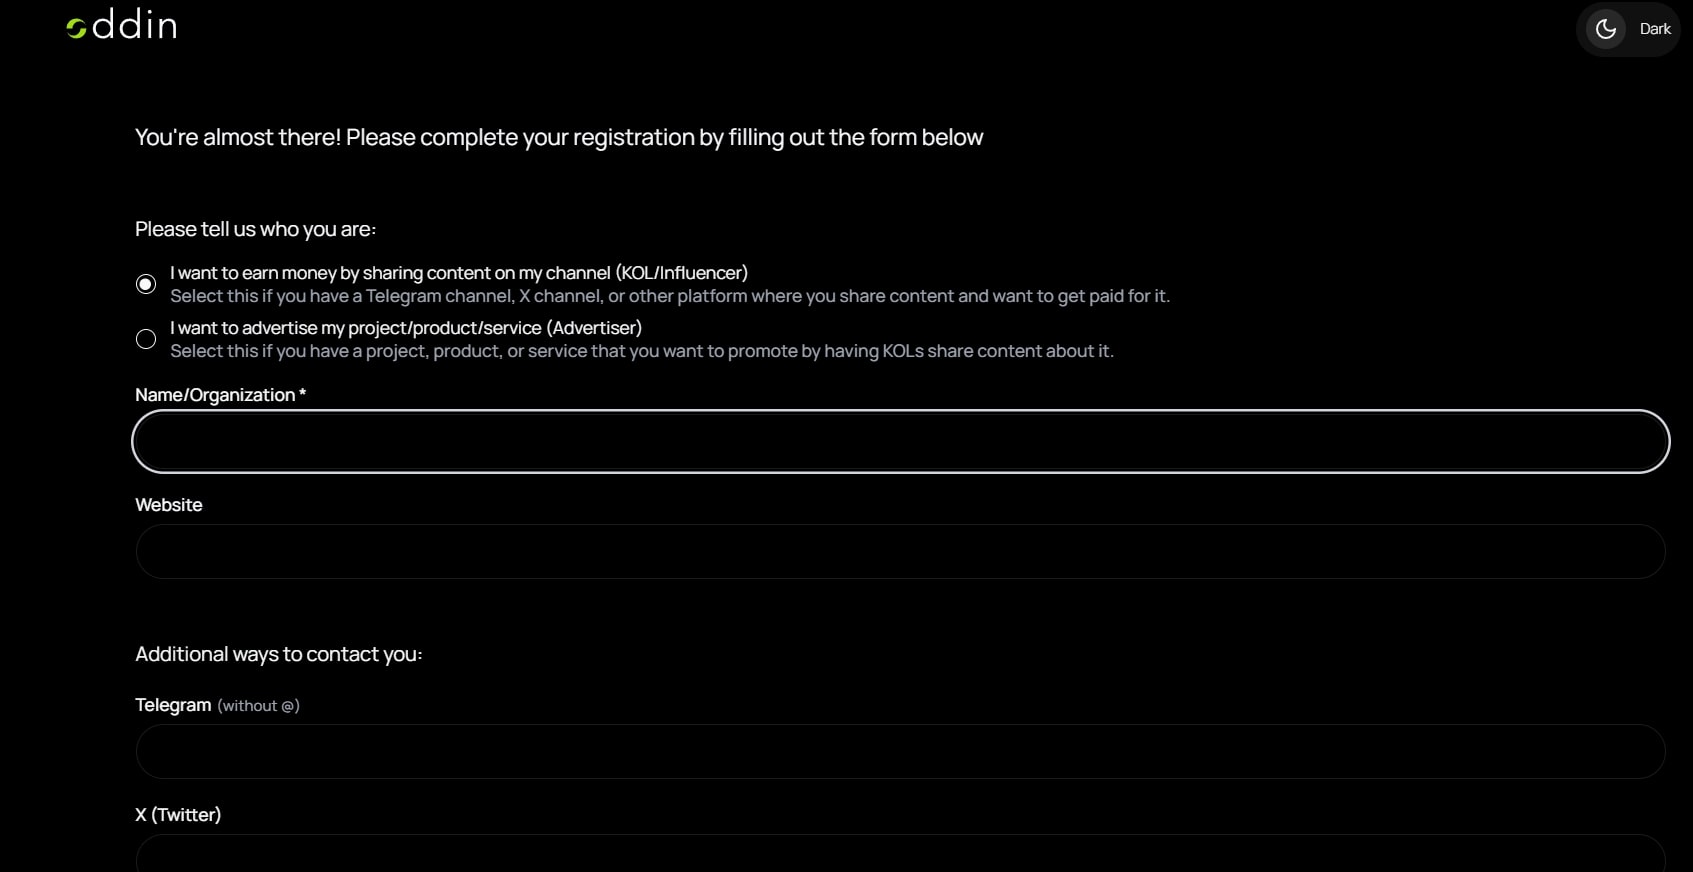 oddin
Dark
You're almost there! Please complete your registration by filling out the form below
Please tell us who you are:
I want to earn money by sharing content on my channel (KOL/Influencer)
Select this if you have a Telegram channel, X channel, or other platform where you share content and want to get paid for it.
I want to advertise my project/product/service (Advertiser)
Select this if you have a project, product, or service that you want to promote by having KOLs share content about it.
Name/Organization *
Website
Additional ways to contact you:
Telegram (without @)
X (Twitter)